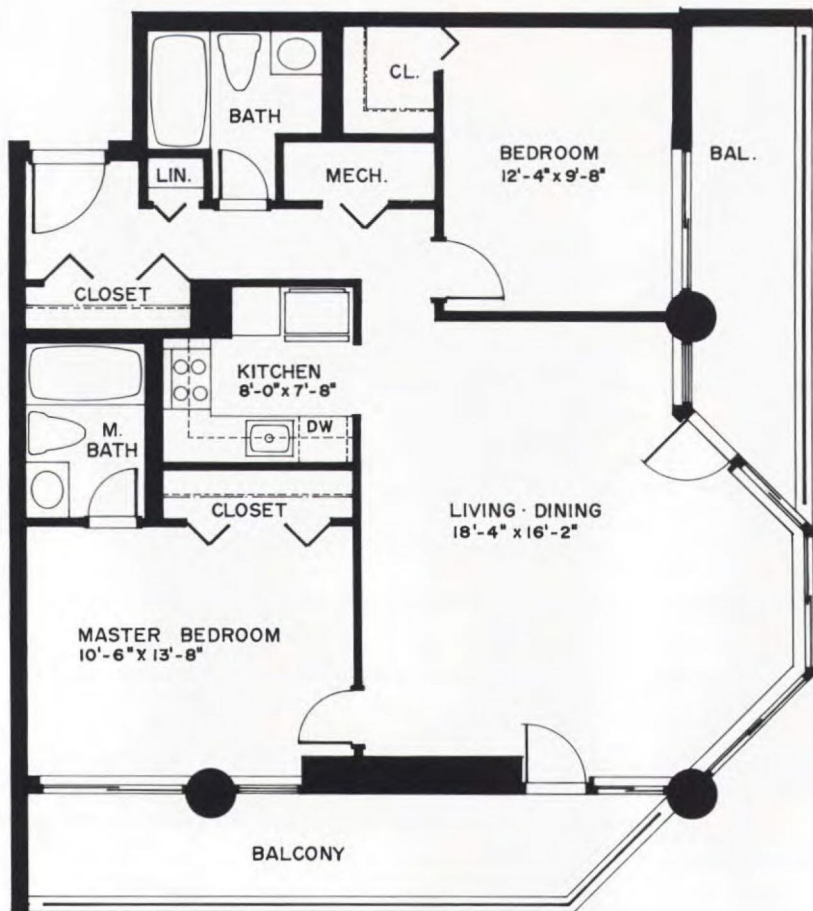 CL.
BATH
BEDROOM
12'-4" x 9'-8"
BAL.
LIN.
MECH.
CLOSET
KITCHEN
8'-0" x 7'-8"
DW
M.
BATH
CLOSET
LIVING · DINING
18'-4" x 16'-2"
MASTER BEDROOM
10'-6" x 13'-8"
BALCONY